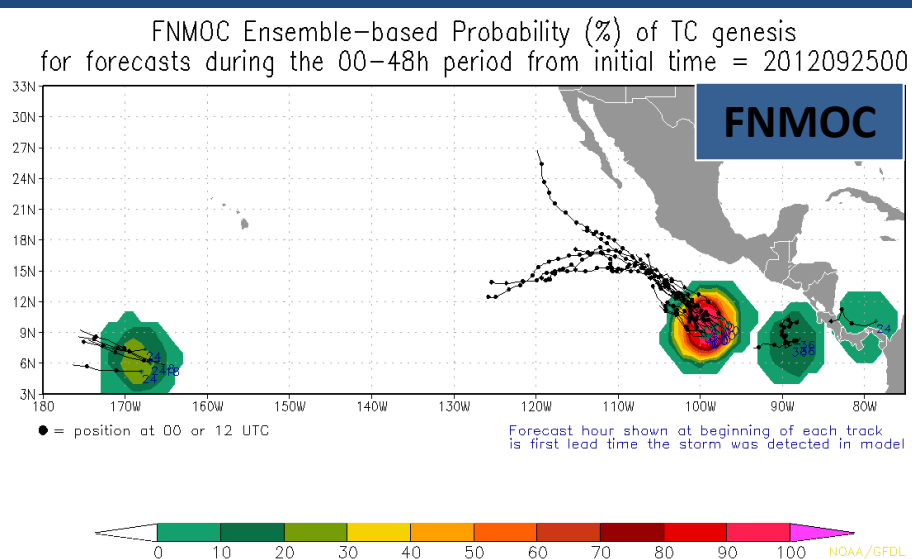 FNMOC Ensemble-based Probability (%) of TC genesis
for forecasts during the 00-48h period from initial time = 2012092500
FNMOC
33N
30N
27N
24N
21N
18N
15N
12N
9N
6N
3N
24
24
24
180
170W
160W
150W
140W
130W
120W
110W
100W
90W
80W
● = position at 00 or 12 UTC
Forecast hour shown at beginning of each track
is first lead time the storm was detected in model
0 10 20 30 40 50 60 70 80 90 100
NOAA/GFDL